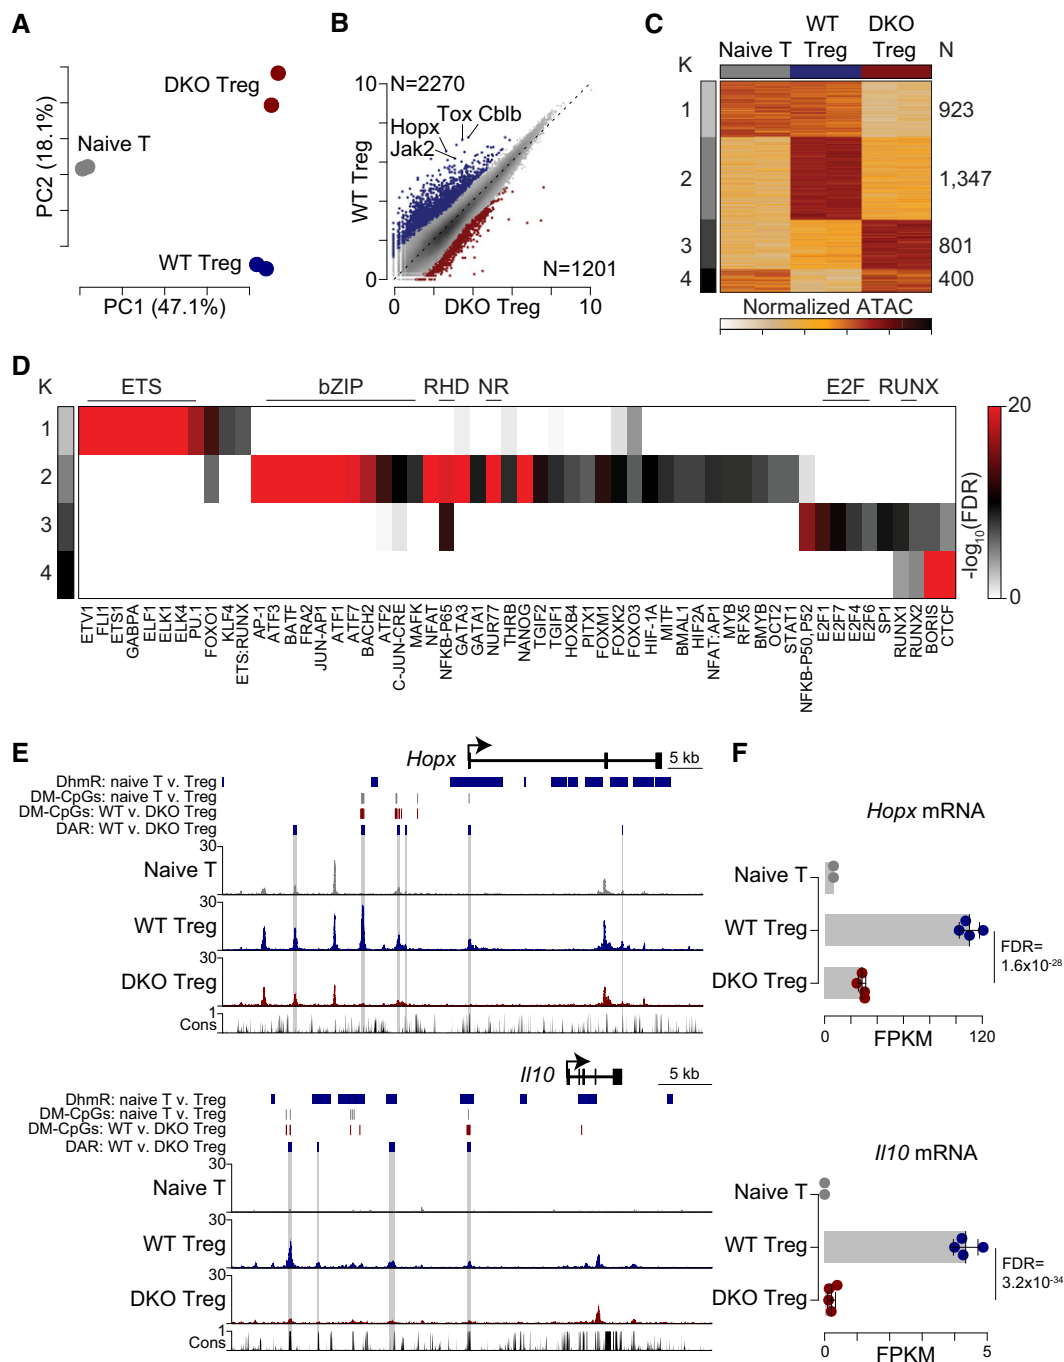 A
PC2 (18.1%)
DKO Treg
Naive T
WT Treg
PC1 (47.1%)
B
10
N=2270
Tox Cblb
Hopx
Jak2
WT Treg
N=1201
0
0
DKO Treg
10
C
Naive T
WT Treg
DKO Treg
K
N
1
923
2
1,347
3
801
4
400
Normalized ATAC
D
K
ETS
bZIP
RHD
NR
E2F
RUNX
1
2
3
4
20
0
-log10(FDR)
ETV1
FLI1
ETS1
GABPA
ELF1
ELK1
ELK4
PU.1
FOXO1
KLF4
ETS:RUNX
AP-1
ATF3
BATF
FRA2
JUN-AP1
ATF1
ATF7
BACH2
ATF2
C-JUN-CRE
MAFK
NFAT
NFKB-P65
GATA3
GATA1
NUR77
THRB
NANOG
TGIF2
TGIF1
HOXB4
PITX1
FOXM1
FOXK2
FOXO3
HIF-1A
MITF
BMAL1
HIF2A
NFAT:AP1
MYB
RFX5
BMYB
OCT2
STAT1
NFKB-P50,P52
E2F1
E2F7
E2F4
E2F6
SP1
RUNX1
RUNX2
BORIS
CTCF
E
Hopx
5 kb
DhmR: naive T v. Treg
DM-CpGs: naive T v. Treg
DM-CpGs: WT v. DKO Treg
DAR: WT v. DKO Treg
30
Naive T
30
WT Treg
30
DKO Treg
1
Cons
Il10
5 kb
DhmR: naive T v. Treg
DM-CpGs: naive T v. Treg
DM-CpGs: WT v. DKO Treg
DAR: WT v. DKO Treg
30
Naive T
30
WT Treg
30
DKO Treg
1
Cons
F
Hopx mRNA
Naive T
WT Treg
DKO Treg
FDR=
1.6x10-28
0
FPKM
120
Il10 mRNA
Naive T
WT Treg
DKO Treg
FDR=
3.2x10-34
0
FPKM
5